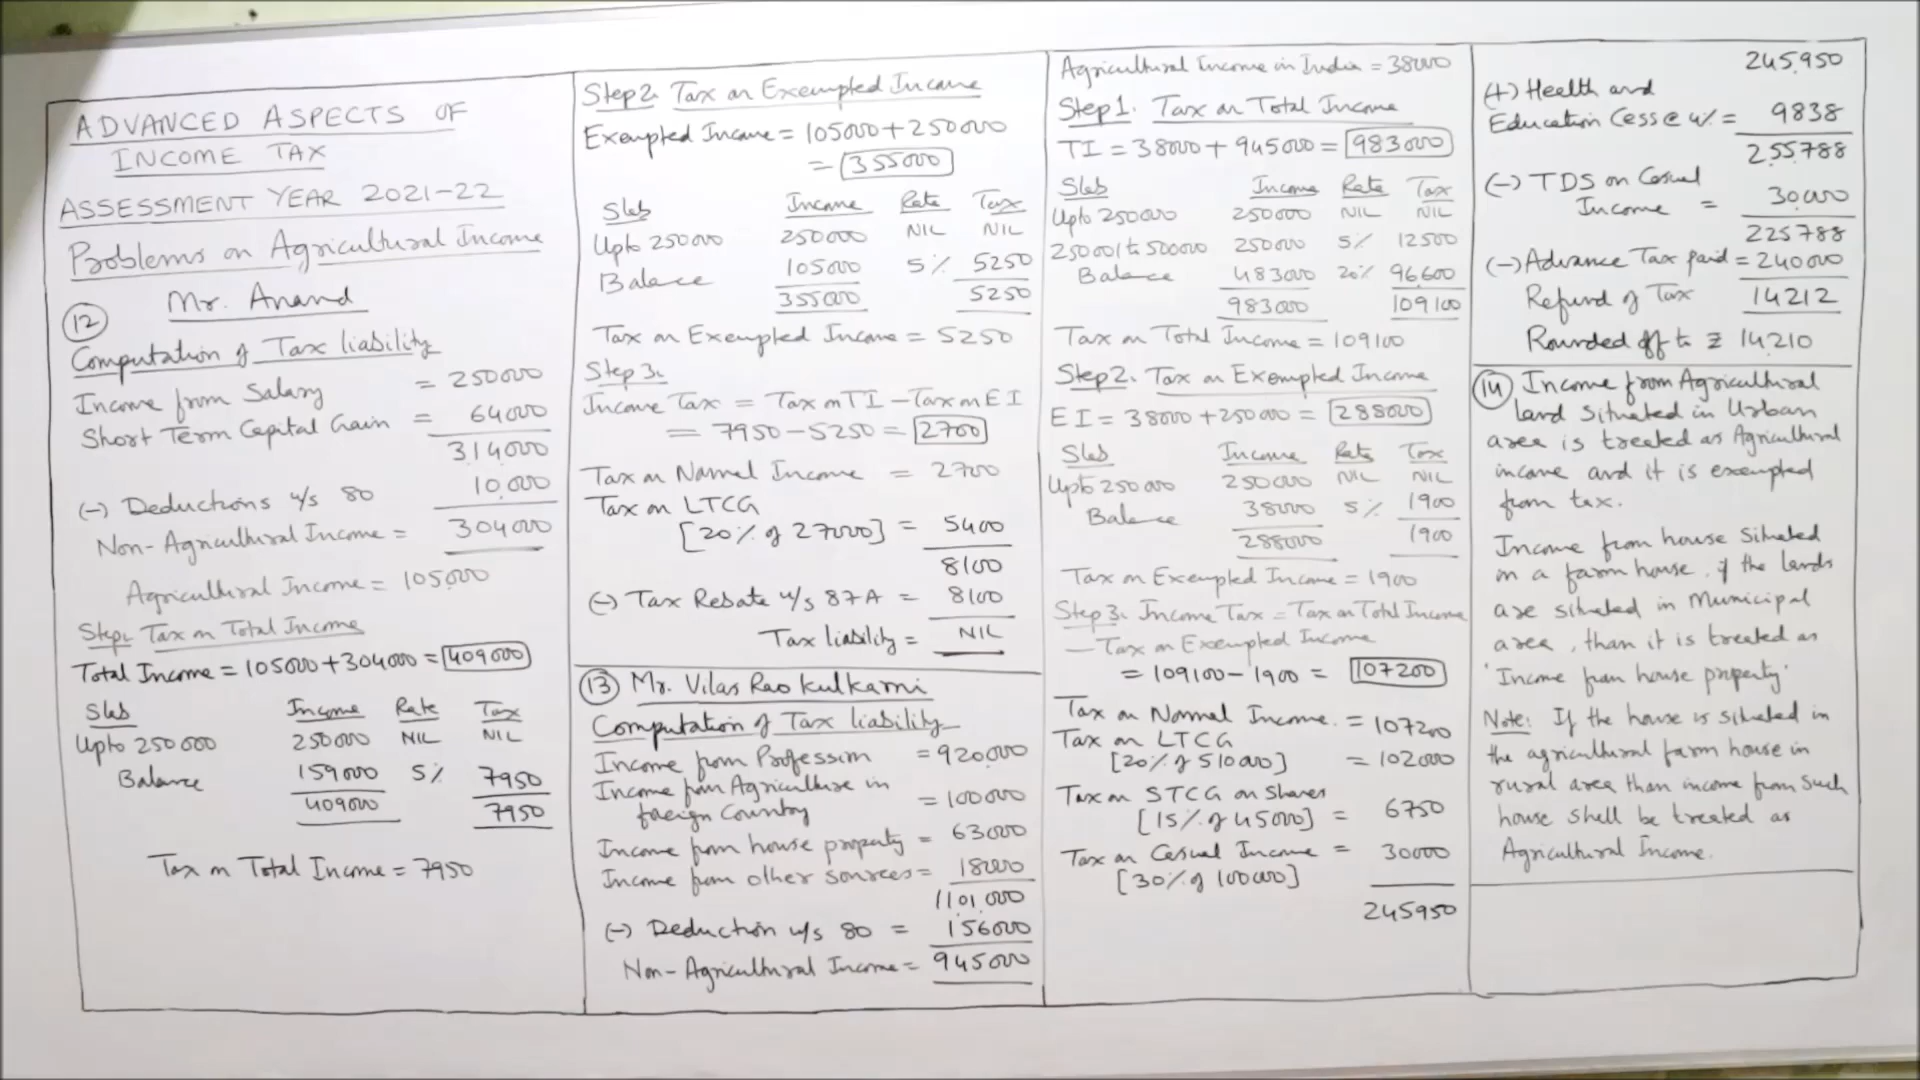 ADVANCED ASPECTS OF
INCOME TAX
ASSESSMENT YEAR 2021-22
Problems on Agricultural Income
12 Mr. Anand
Computation of Tax liability
Income from Salary = 250000
Short Term Capital Gain = 64000
314000
(-) Deductions u/s 80 10,000
Non-Agricultural Income = 304000
Agricultural Income = 105,000
Step1. Tax on Total Income
Total Income = 105000 + 304000 = 409000
Slab Income Rate Tax
Upto 250000 250000 NIL NIL
Balance 159000 5% 7950
409000 7950
Tax on Total Income = 7950
Step2. Tax on Exempted Income
Exempted Income = 105000 + 250000
= 355000
Slab Income Rate Tax
Upto 250000 250000 NIL NIL
Balance 105000 5% 5250
355000 5250
Tax on Exempted Income = 5250
Step 3.
Income Tax = Tax on TI - Tax on EI
= 7950 - 5250 = 2700
Tax on Normal Income = 2700
Tax on LTCG
[20% of 27000] = 5400
8100
(-) Tax Rebate u/s 87A = 8100
Tax liability = NIL
13 Mr. Vilas Rao Kulkarni
Computation of Tax liability
Income from Profession = 920,000
Income from Agriculture in
foreign Country = 100000
Income from house property = 63000
Income from other sources = 18000
1101000
(-) Deduction u/s 80 = 156000
Non-Agricultural Income = 945000
Agricultural Income in India = 38000
Step1. Tax on Total Income
TI = 38000 + 945000 = 983000
Slab Income Rate Tax
Upto 250000 250000 NIL NIL
250001 to 500000 250000 5% 12500
Balance 483000 20% 96,600
983000 109100
Tax on Total Income = 109100
Step2. Tax on Exempted Income
EI = 38000 + 250000 = 288000
Slab Income Rate Tax
Upto 250000 250000 NIL NIL
Balance 38000 5% 1900
288000 1900
Tax on Exempted Income = 1900
Step 3. Income Tax = Tax on Total Income
- Tax on Exempted Income
= 109100 - 1900 = 107200
Tax on Normal Income. = 107200
Tax on LTCG
[20% of 510000] = 102000
Tax on STCG on Shares
[15% of 45000] = 6750
Tax on Casual Income = 30000
[30% of 100000]
245950
245,950
(+) Health and
Education Cess @ 4% = 9838
255788
(-) TDS on Casual
Income = 30,000
225788
(-) Advance Tax paid = 240000
Refund of Tax 14212
Rounded off to ₹ 14,210
14 Income from Agricultural
land situated in Urban
area is treated as Agricultural
income and it is exempted
from tax.
Income from house situated
in a farm house, if the lands
are situated in Municipal
area, than it is treated as
'Income from house property'
Note: If the house is situated in
the agricultural farm house in
rural area than income from such
house shall be treated as
Agricultural Income.